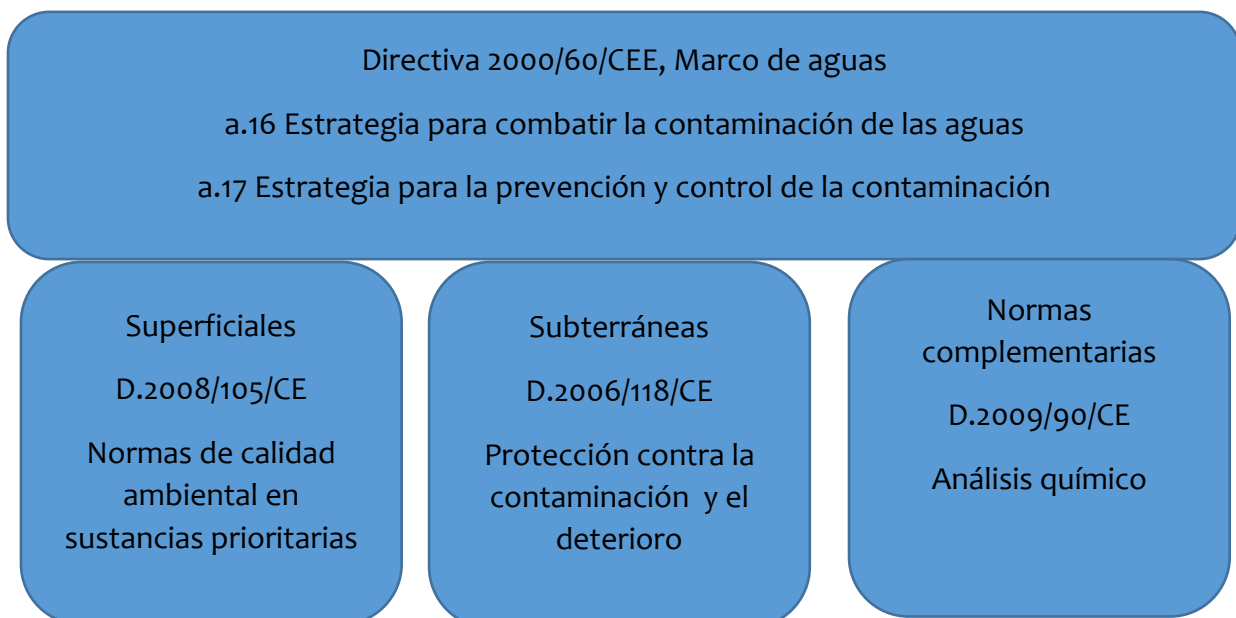 Directiva 2000/60/CEE, Marco de aguas
a.16 Estrategia para combatir la contaminación de las aguas
a.17 Estrategia para la prevención y control de la contaminación
Superficiales
D.2008/105/CE
Normas de calidad
ambiental en
sustancias prioritarias
Subterráneas
D.2006/118/CE
Protección contra la
contaminación y el
deterioro
Normas
complementarias
D.2009/90/CE
Análisis químico